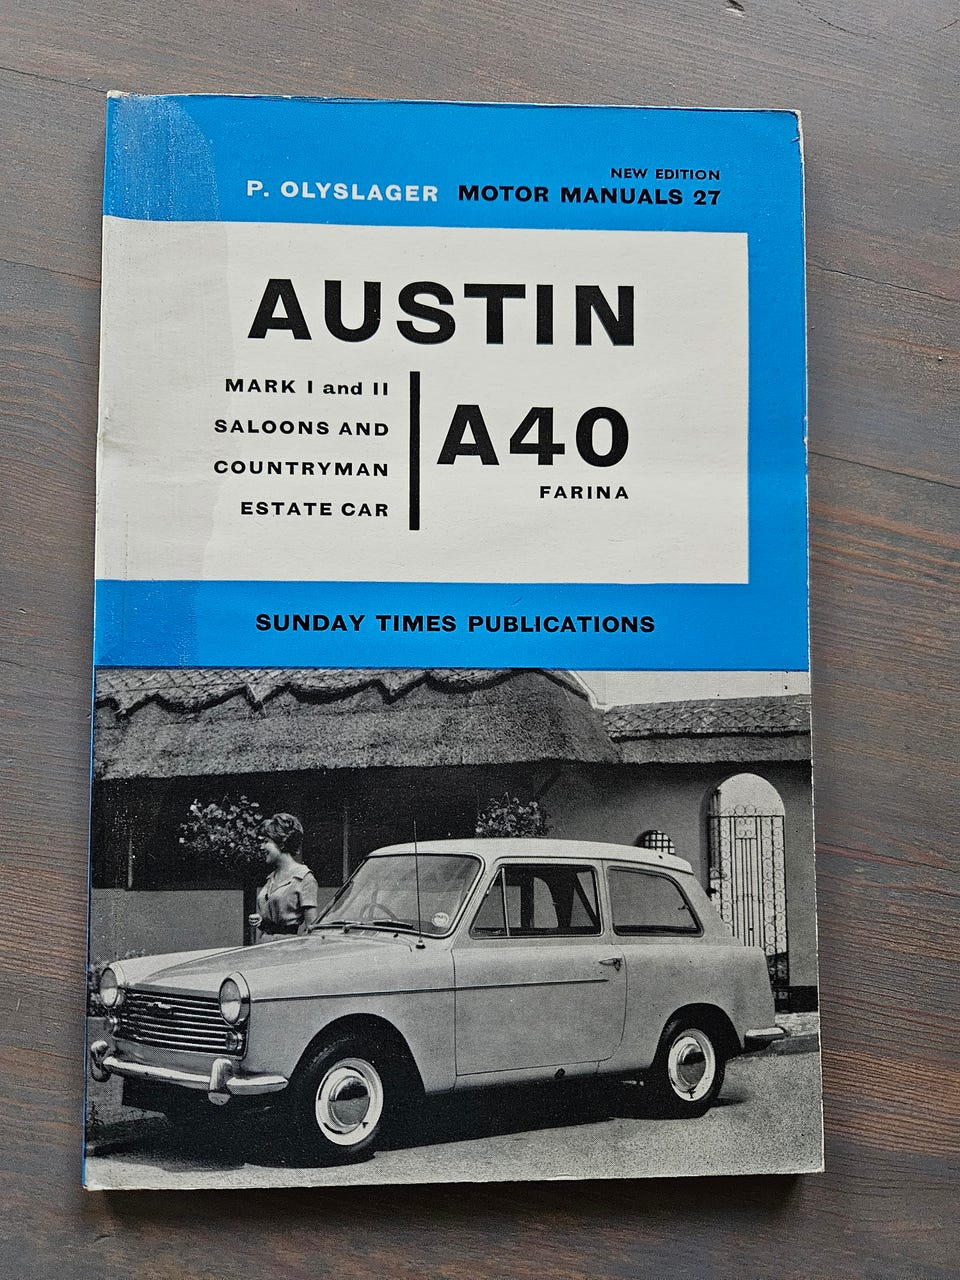 NEW EDITION
P. OLYSLAGER MOTOR MANUALS 27
AUSTIN
MARK I and II
SALOONS AND
COUNTRYMAN
ESTATE CAR
A40
FARINA
SUNDAY TIMES PUBLICATIONS